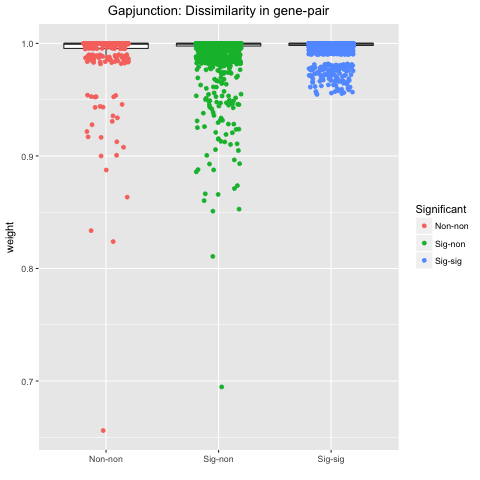 Gapjunction: Dissimilarity in gene-pair
weight
1.0
0.9
0.8
0.7
Non-non
Sig-non
Sig-sig
Significant
Non-non
Sig-non
Sig-sig